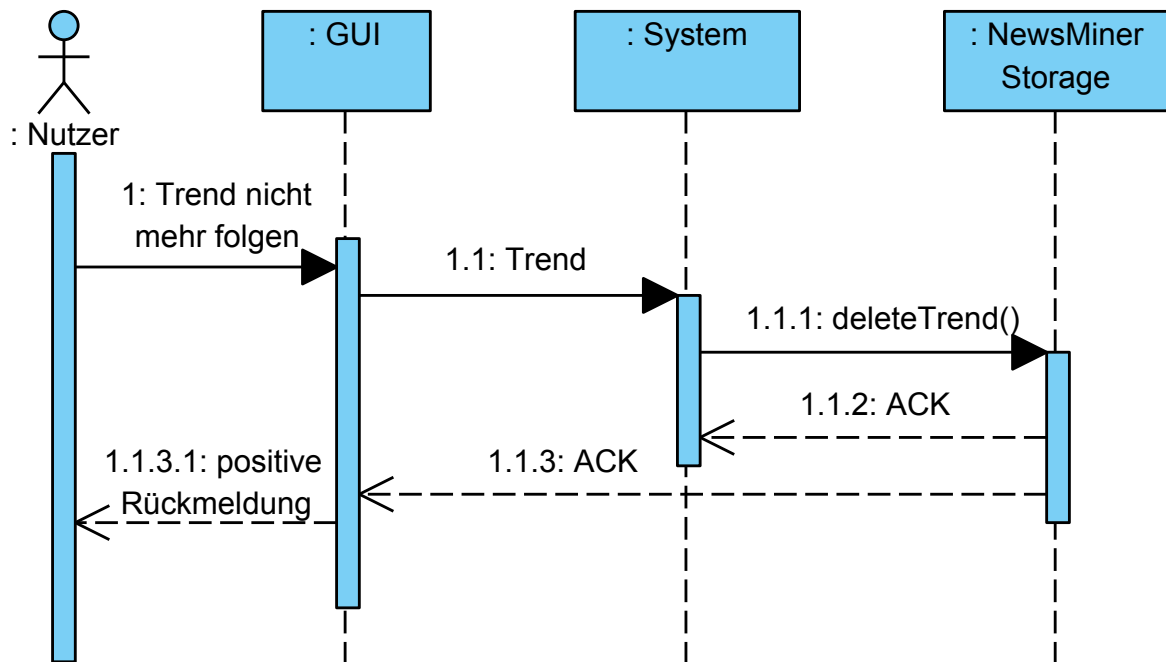 : GUI
: System
: NewsMiner
Storage
: Nutzer
1: Trend nicht
mehr folgen
1.1: Trend
1.1.1: deleteTrend()
1.1.2: ACK
1.1.3: ACK
1.1.3.1: positive
Rückmeldung